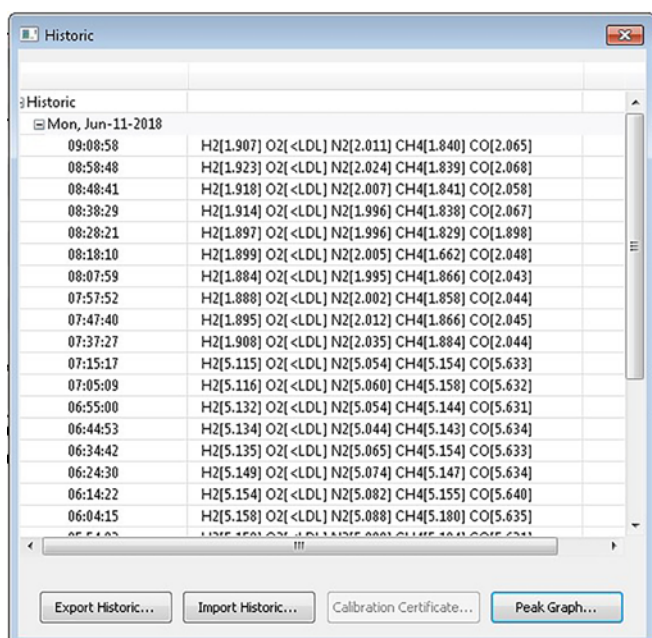 Historic
Historic
Mon, Jun-11-2018
09:08:58 H2[1.907] O2[<LDL] N2[2.011] CH4[1.840] CO[2.065]
08:58:48 H2[1.923] O2[<LDL] N2[2.024] CH4[1.839] CO[2.068]
08:48:41 H2[1.918] O2[<LDL] N2[2.007] CH4[1.841] CO[2.058]
08:38:29 H2[1.914] O2[<LDL] N2[1.996] CH4[1.838] CO[2.067]
08:28:21 H2[1.897] O2[<LDL] N2[1.996] CH4[1.829] CO[1.898]
08:18:10 H2[1.899] O2[<LDL] N2[2.005] CH4[1.662] CO[2.048]
08:07:59 H2[1.884] O2[<LDL] N2[1.995] CH4[1.866] CO[2.043]
07:57:52 H2[1.888] O2[<LDL] N2[2.002] CH4[1.858] CO[2.044]
07:47:40 H2[1.895] O2[<LDL] N2[2.012] CH4[1.866] CO[2.045]
07:37:27 H2[1.908] O2[<LDL] N2[2.035] CH4[1.884] CO[2.044]
07:15:17 H2[5.115] O2[<LDL] N2[5.054] CH4[5.154] CO[5.633]
07:05:09 H2[5.116] O2[<LDL] N2[5.060] CH4[5.158] CO[5.632]
06:55:00 H2[5.132] O2[<LDL] N2[5.054] CH4[5.144] CO[5.631]
06:44:53 H2[5.134] O2[<LDL] N2[5.044] CH4[5.143] CO[5.634]
06:34:42 H2[5.135] O2[<LDL] N2[5.065] CH4[5.154] CO[5.633]
06:24:30 H2[5.149] O2[<LDL] N2[5.074] CH4[5.147] CO[5.634]
06:14:22 H2[5.154] O2[<LDL] N2[5.082] CH4[5.155] CO[5.640]
06:04:15 H2[5.158] O2[<LDL] N2[5.088] CH4[5.180] CO[5.635]
Export Historic... Import Historic... Calibration Certificate... Peak Graph...